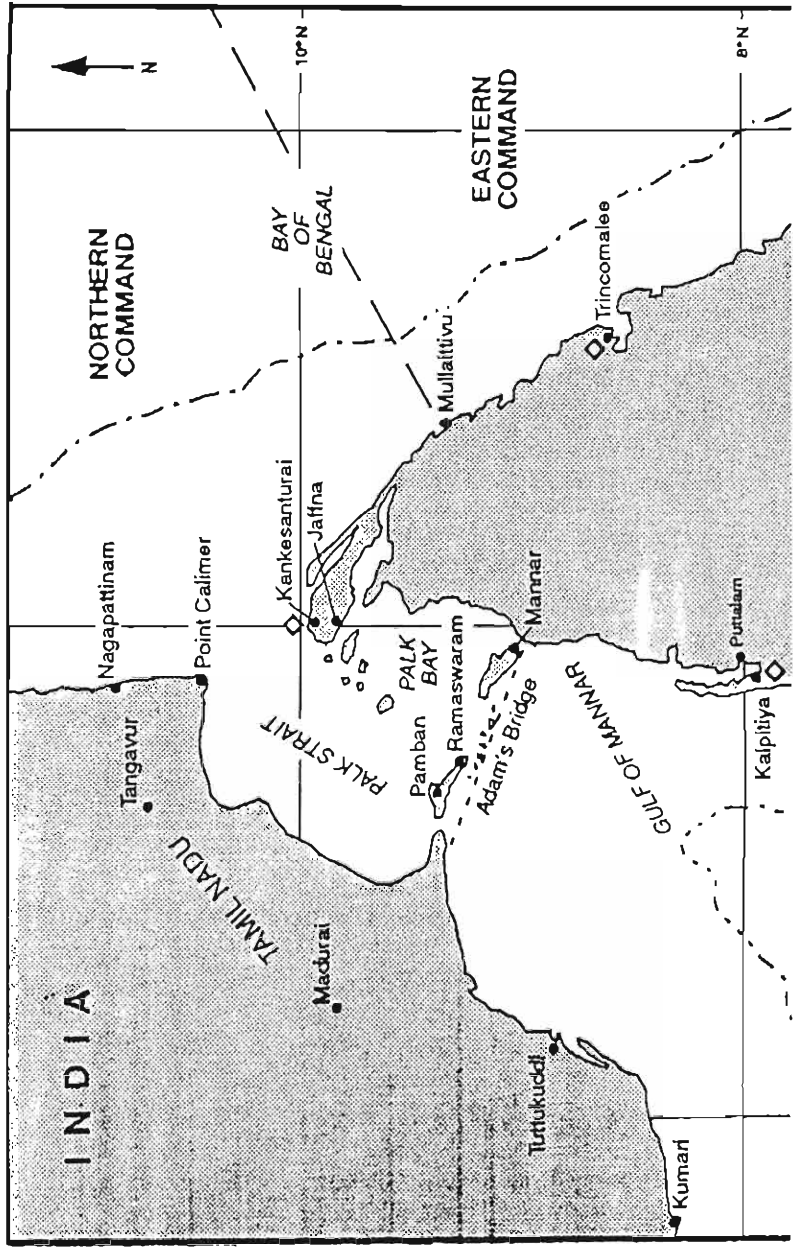 INDIA
TAMIL NADU
Tangavur
Nagapattinam
Point Calimer
NORTHERN
COMMAND
N
10°N
Madurai
PALK STRAIT
Kankesanturai
Jaffna
BAY
OF
BENGAL
PALK
BAY
Pamban
Ramaswaram
Mullaittivu
EASTERN
COMMAND
Adam's Bridge
Mannar
Tuttukuddi
GULF OF MANNAR
Trincomalee
Kumari
Kalpitiya
Puttalam
8°N